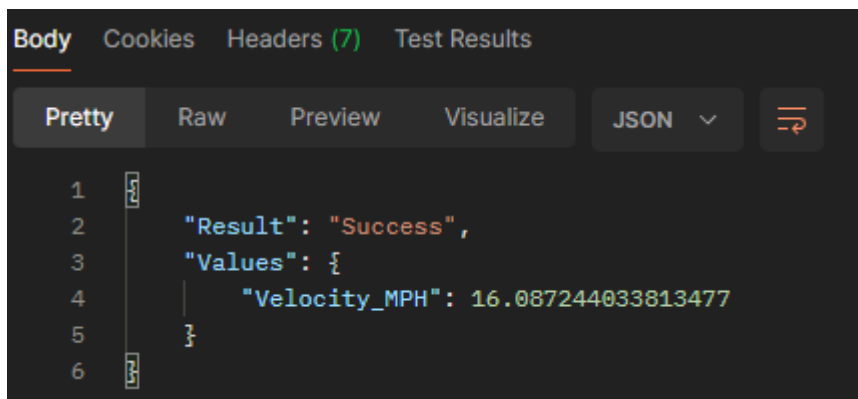 Body Cookies Headers (7) Test Results
Pretty Raw Preview Visualize JSON
1 {
2 "Result": "Success",
3 "Values": {
4 "Velocity_MPH": 16.087244033813477
5 }
6 }